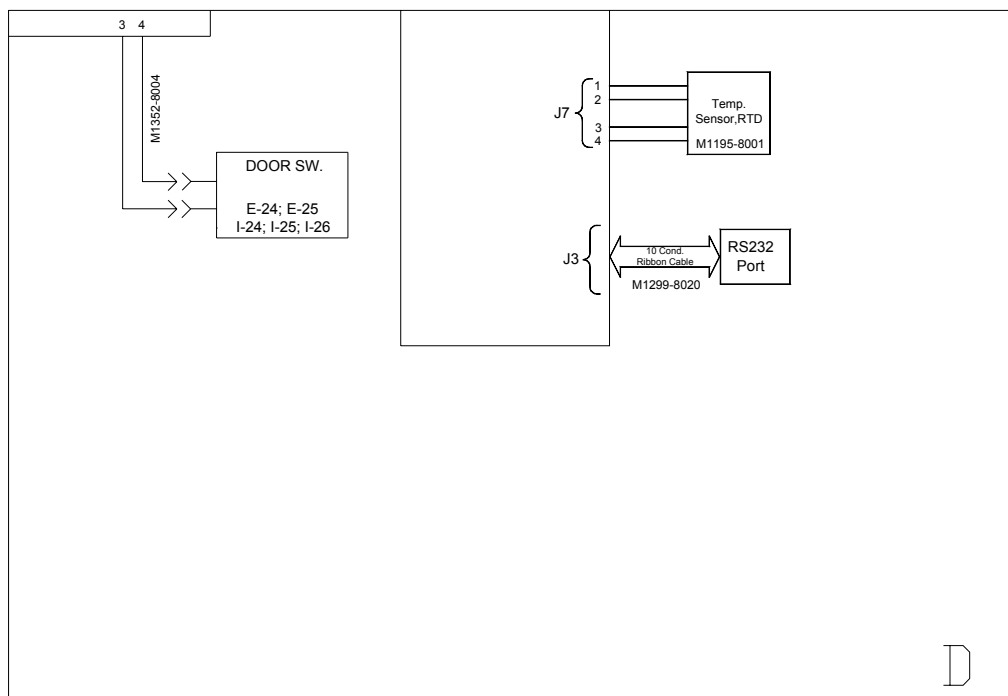 3 4
M1352-8004
DOOR SW.
E-24; E-25
I-24; I-25; I-26
J7
1
2
3
4
Temp.
Sensor,RTD
M1195-8001
J3
10 Cond.
Ribbon Cable
M1299-8020
RS232
Port
D